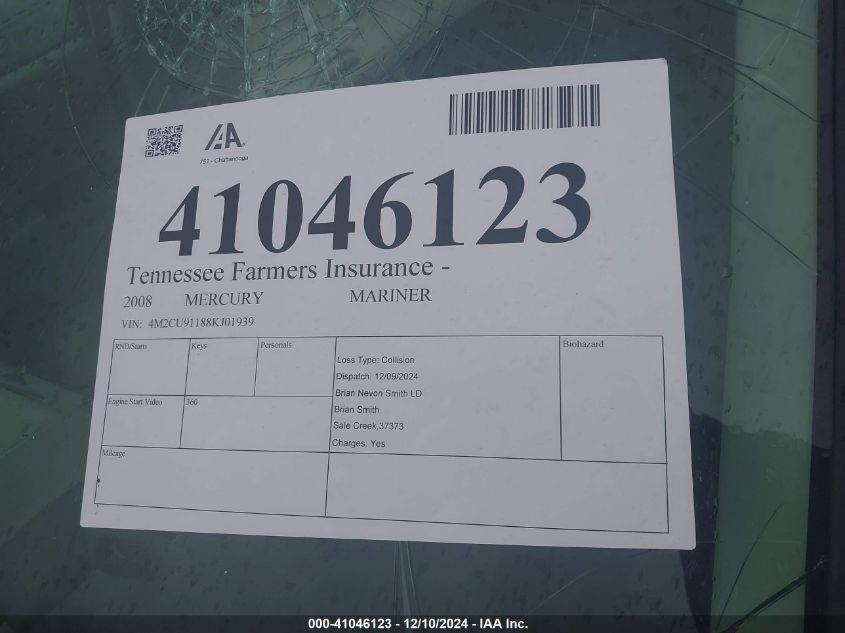 IAA
752 - Chattanooga
41046123
Tennessee Farmers Insurance -
2008 MERCURY MARINER
VIN: 4M2CU91188KJ01939
RND/Starts Keys Personals
Loss Type: Collision
Dispatch: 12/09/2024
Brian Nevon Smith LD
Brian Smith
Sale Creek,37373
Charges: Yes
Biohazard
Engine Start Video 360
Mileage
000-41046123 - 12/10/2024 - IAA Inc.